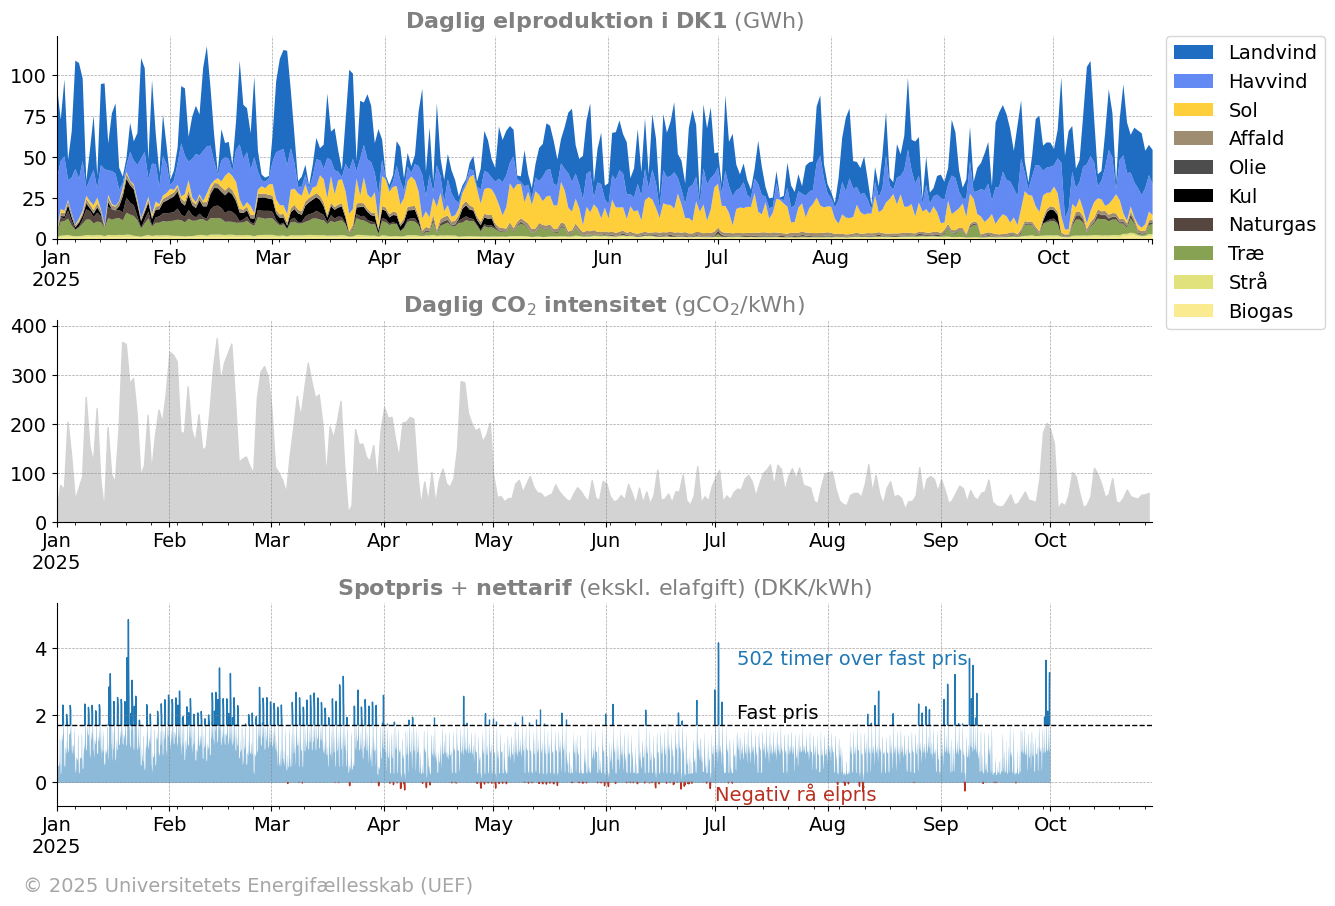 Daglig elproduktion i DK1 (GWh)
100
75
50
25
0
Jan Feb Mar Apr May Jun Jul Aug Sep Oct
2025
Landvind
Havvind
Sol
Affald
Olie
Kul
Naturgas
Træ
Strå
Biogas
Daglig CO₂ intensitet (gCO₂/kWh)
400
300
200
100
0
Jan Feb Mar Apr May Jun Jul Aug Sep Oct
2025
Spotpris + nettarif (ekskl. elafgift) (DKK/kWh)
4
2
0
502 timer over fast pris
Fast pris
Negativ rå elpris
Jan Feb Mar Apr May Jun Jul Aug Sep Oct
2025
© 2025 Universitetets Energifællesskab (UEF)